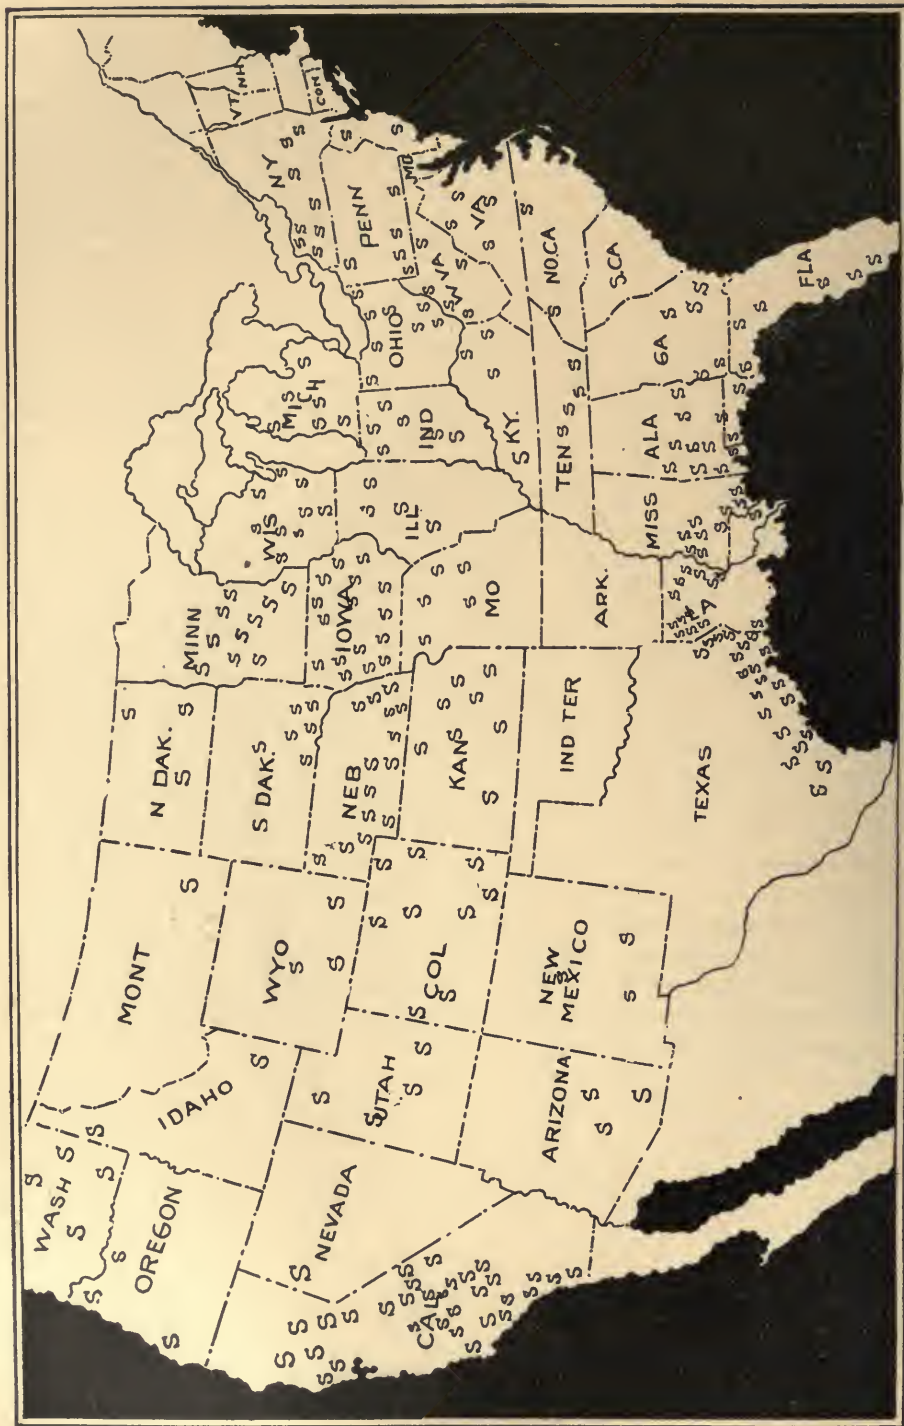 WASH
MONT
N DAK.
MINN
VT
NH
OREGON
IDAHO
WYO
S DAK.
WIS
MICH
NY
CON
NEVADA
UTAH
COL
NEB
IOWA
ILL
IND
OHIO
PENN
MD
CAL
KAN
MO
KY.
W VA
VA
ARIZONA
NEW
MEXICO
IND TER
ARK.
TEN
NO.CA
S.CA
TEXAS
LA
MISS
ALA
GA
FLA